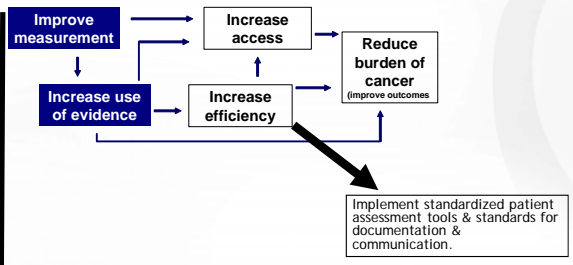 Improve
measurement
Increase
access
Reduce
burden of
cancer
(improve outcomes
Increase use
of evidence
Increase
efficiency
Implement standardized patient
assessment tools & standards for
documentation &
communication.